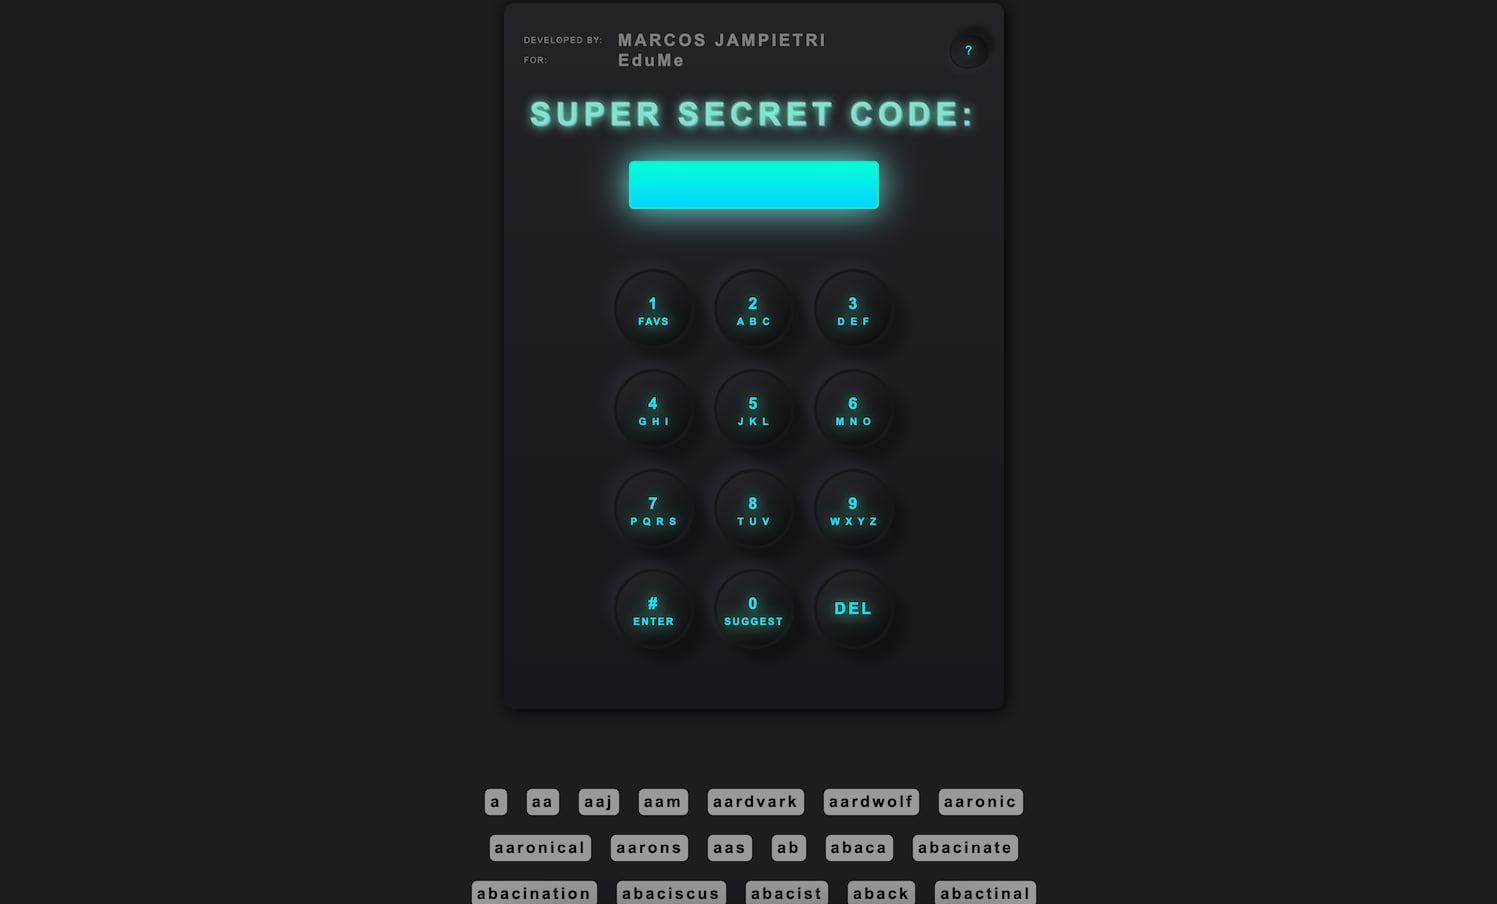 DEVELOPED BY: MARCOS JAMPIETRI
FOR: EduMe
?
SUPER SECRET CODE:
1 2 3
FAVS A B C D E F
4 5 6
G H I J K L M N O
7 8 9
P Q R S T U V W X Y Z
# 0 DEL
ENTER SUGGEST
a aa aaj aam aardvark aardwolf aaronic
aaronical aarons aas ab abaca abacinate
abacination abaciscus abacist aback abactinal